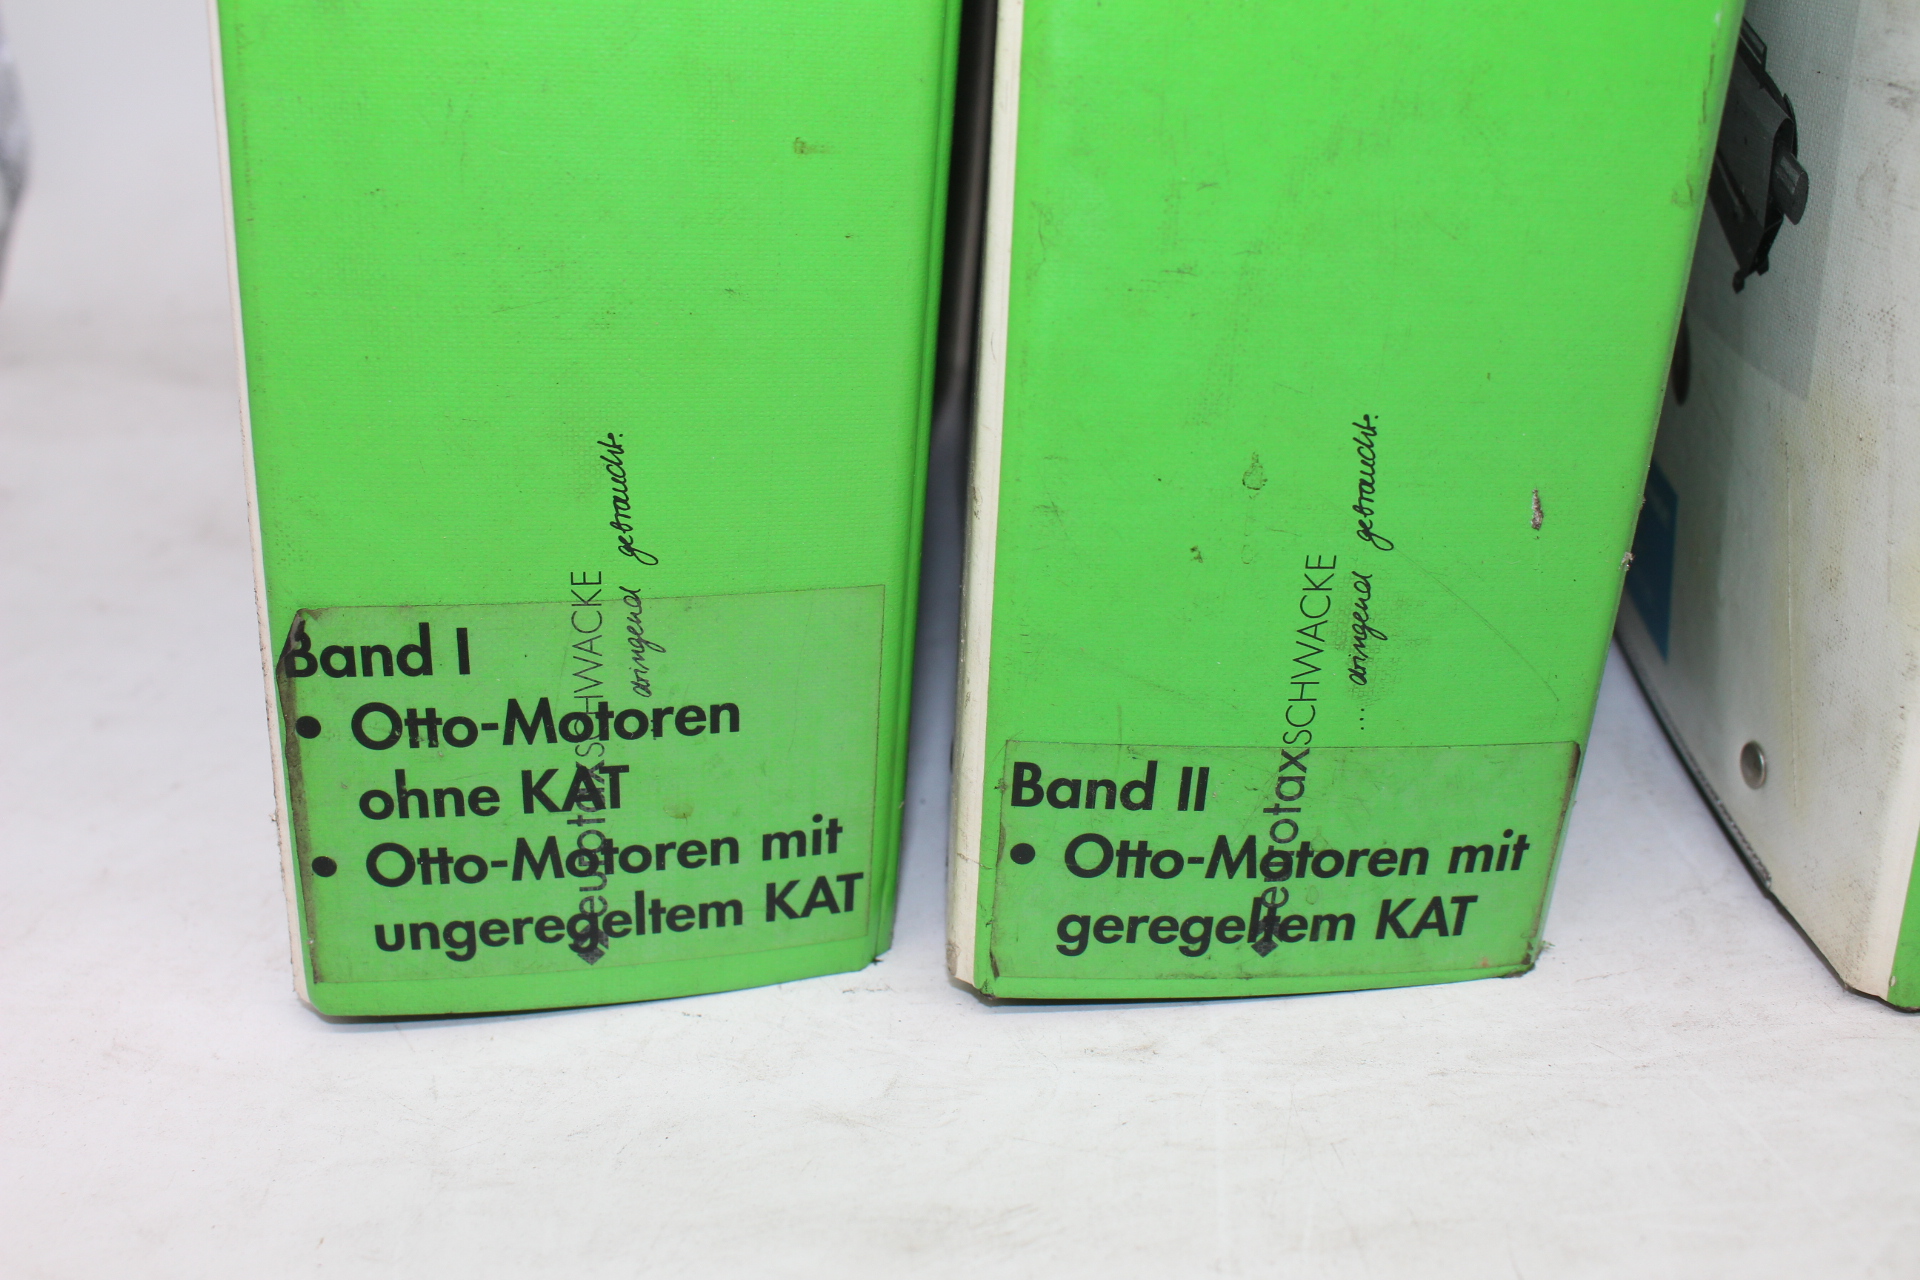 Band I
• Otto-Motoren
ohne KAT
• Otto-Motoren mit
ungeregeltem KAT
eurotaxSCHWACKE
dringend gebraucht.
Band II
• Otto-Motoren mit
geregeltem KAT
eurotaxSCHWACKE
... dringend gebraucht.